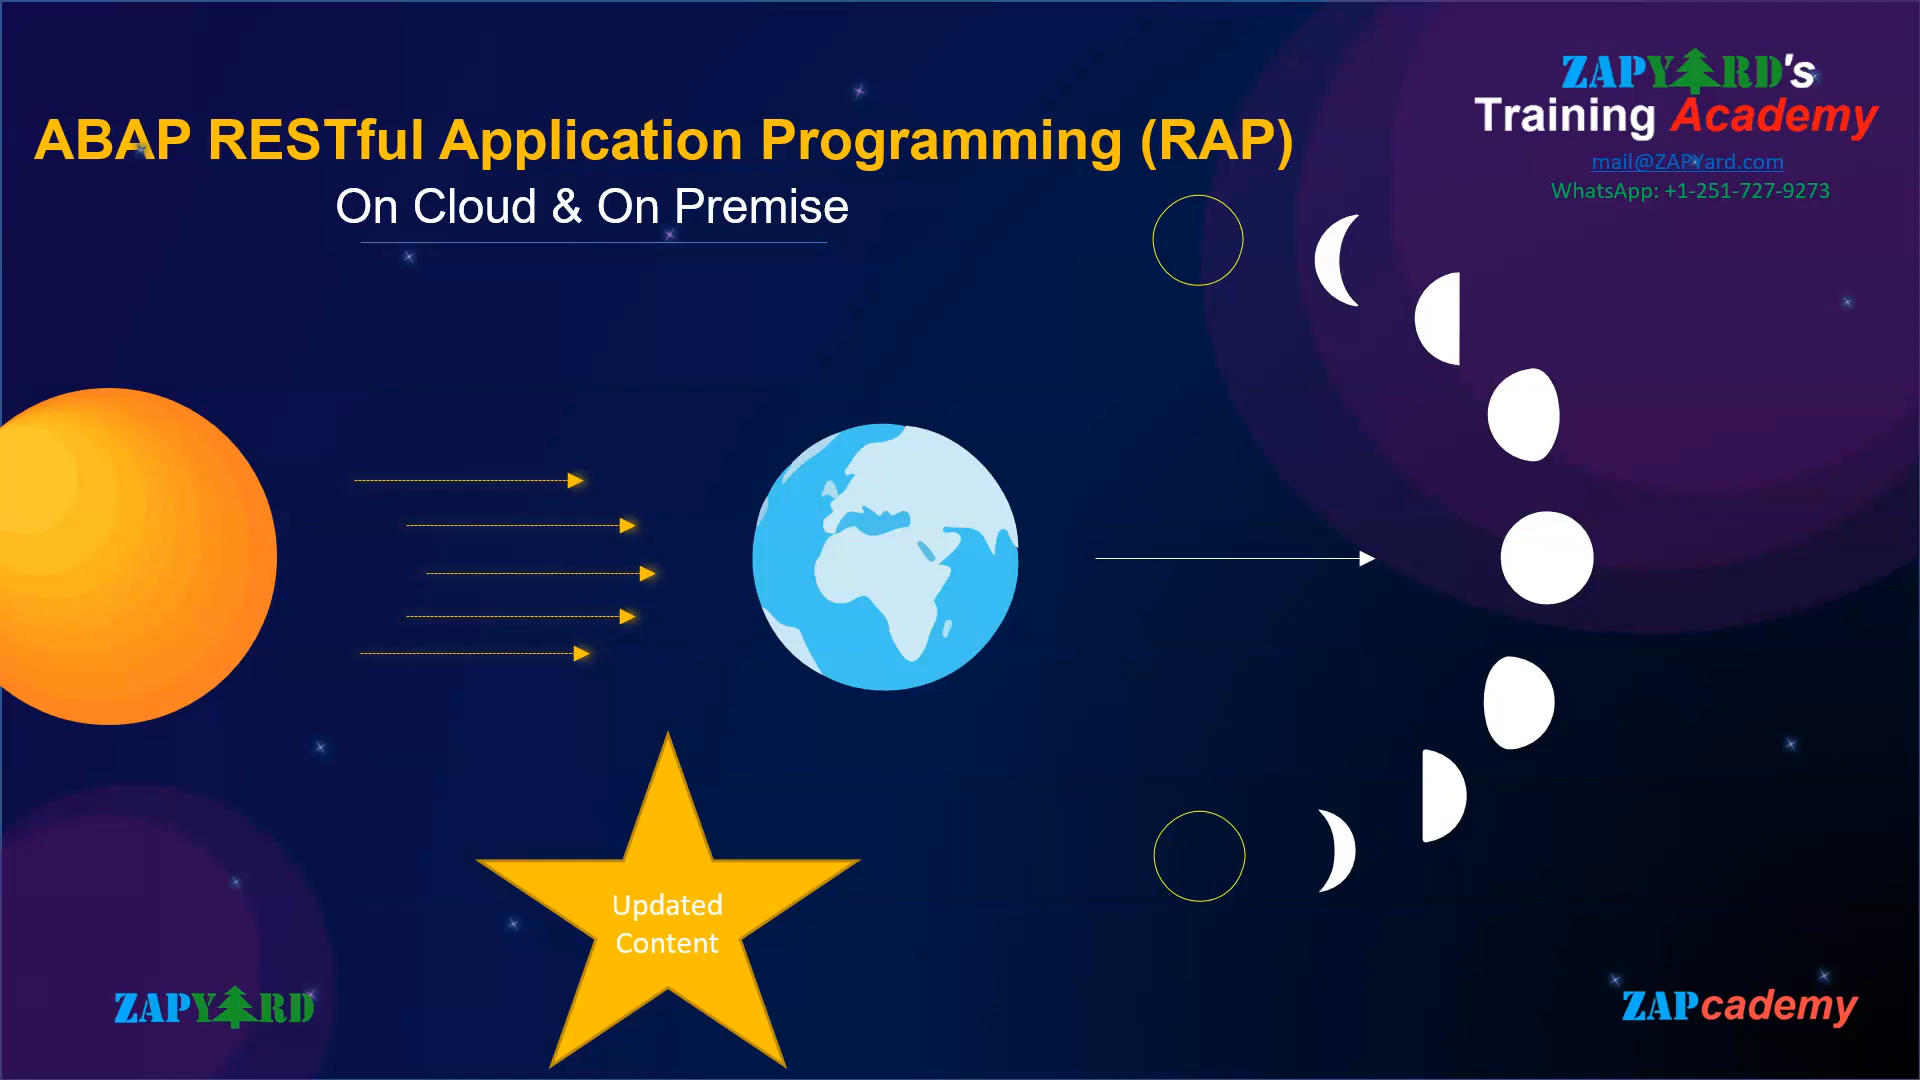 ABAP RESTful Application Programming (RAP)
On Cloud & On Premise
ZAPYARD's
Training Academy
mail@ZAPYard.com
WhatsApp: +1-251-727-9273
Updated
Content
ZAPYARD
ZAPcademy